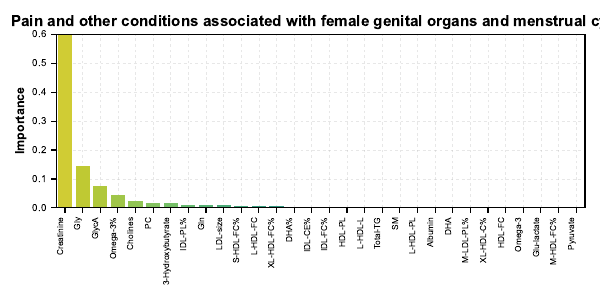 Pain and other conditions associated with female genital organs and menstrual cy
Importance
0.6
0.5
0.4
0.3
0.2
0.1
0.0
Creatinine
Gly
GlycA
Omega-3%
Cholines
PC
3-Hydroxybutyrate
IDL-PL%
Gln
LDL-size
S-HDL-FC%
L-HDL-FC
XL-HDL-FC%
DHA%
IDL-CE%
IDL-FC%
HDL-PL
L-HDL-L
Total-TG
SM
L-HDL-PL
Albumin
DHA
M-LDL-PL%
XL-HDL-C%
HDL-FC
Omega-3
Glu-lactate
M-HDL-FC%
Pyruvate